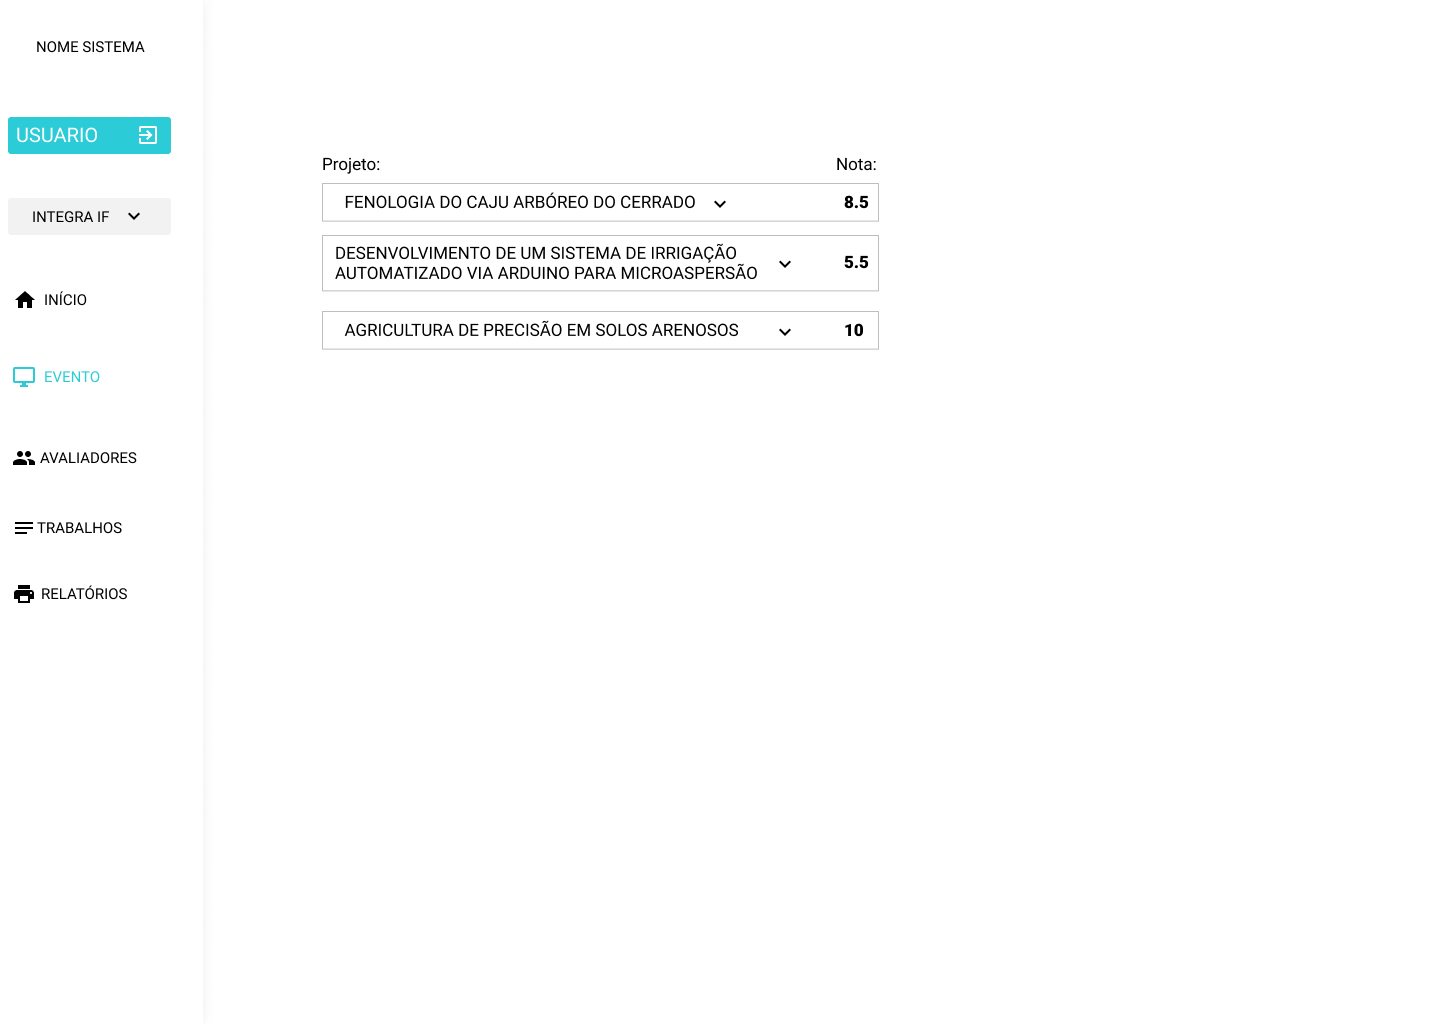 NOME SISTEMA
USUARIO
INTEGRA IF
INÍCIO
EVENTO
AVALIADORES
TRABALHOS
RELATÓRIOS
Projeto: Nota:
FENOLOGIA DO CAJU ARBÓREO DO CERRADO 8.5
DESENVOLVIMENTO DE UM SISTEMA DE IRRIGAÇÃO
AUTOMATIZADO VIA ARDUINO PARA MICROASPERSÃO 5.5
AGRICULTURA DE PRECISÃO EM SOLOS ARENOSOS 10